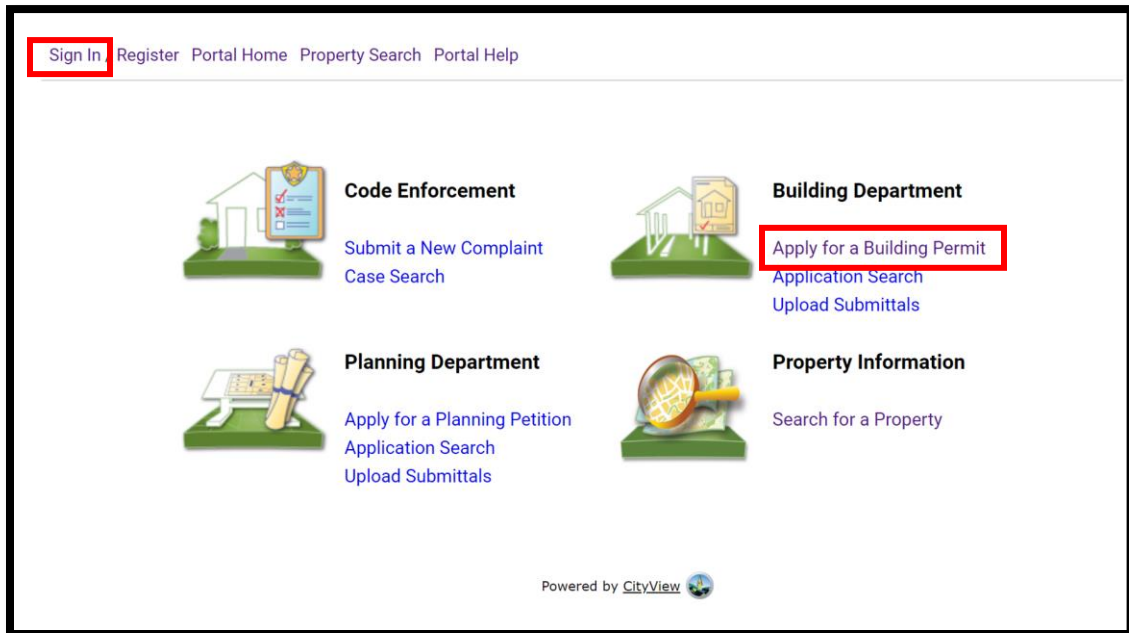 Sign In / Register Portal Home Property Search Portal Help
Code Enforcement
Submit a New Complaint
Case Search
Building Department
Apply for a Building Permit
Application Search
Upload Submittals
Planning Department
Apply for a Planning Petition
Application Search
Upload Submittals
Property Information
Search for a Property
Powered by CityView